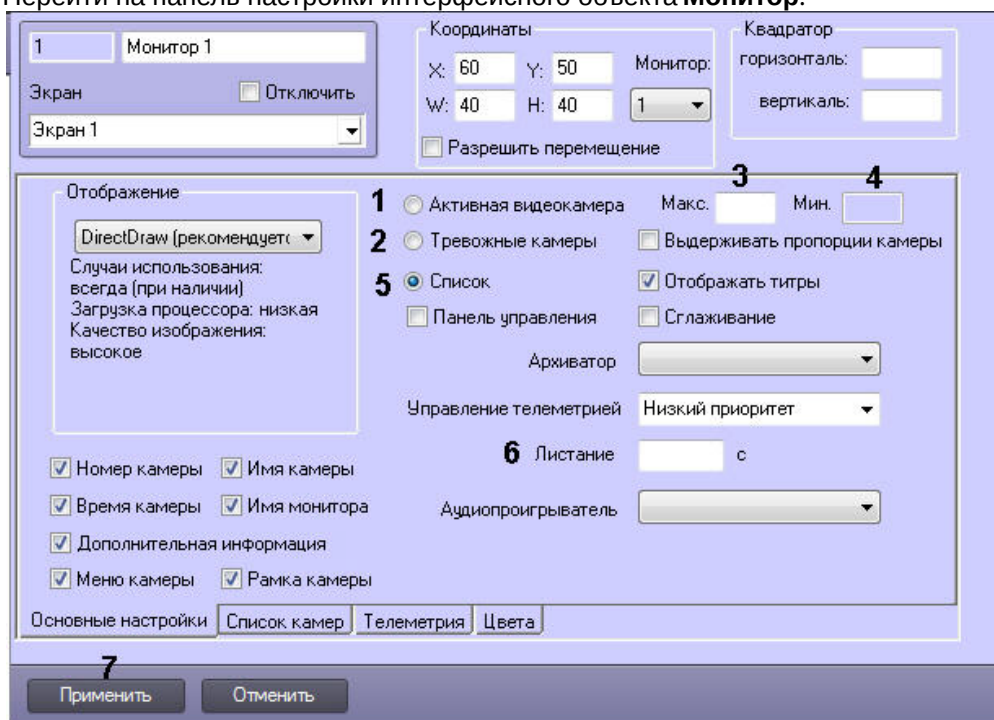 Перейти на панель настройки интерфейсного объекта Монитор.
1 Монитор 1
Экран Отключить
Экран 1
Координаты
X: 60 Y: 50 Монитор:
W: 40 H: 40 1
Разрешить перемещение
Квадратор
горизонталь:
вертикаль:
Отображение
DirectDraw (рекомендуетс
Случаи использования:
всегда (при наличии)
Загрузка процессора: низкая
Качество изображения:
высокое
3 4
1 Активная видеокамера Макс. Мин.
2 Тревожные камеры Выдерживать пропорции камеры
5 Список Отображать титры
Панель управления Сглаживание
Архиватор
Управление телеметрией Низкий приоритет
6 Листание с
Аудиопроигрыватель
Номер камеры Имя камеры
Время камеры Имя монитора
Дополнительная информация
Меню камеры Рамка камеры
Основные настройки Список камер Телеметрия Цвета
7
Применить Отменить